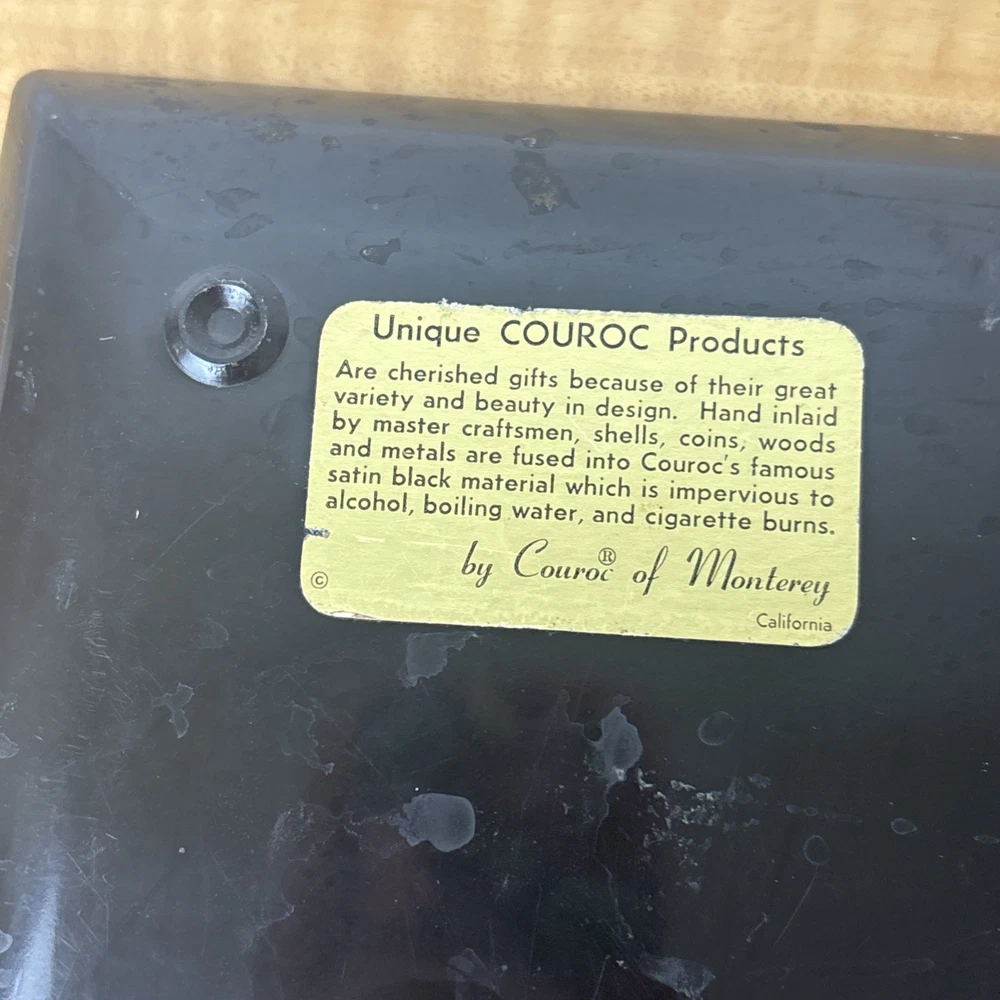 Unique COUROC Products
Are cherished gifts because of their great
variety and beauty in design. Hand inlaid
by master craftsmen, shells, coins, woods
and metals are fused into Couroc's famous
satin black material which is impervious to
alcohol, boiling water, and cigarette burns.
by Couroc® of Monterey
©
California